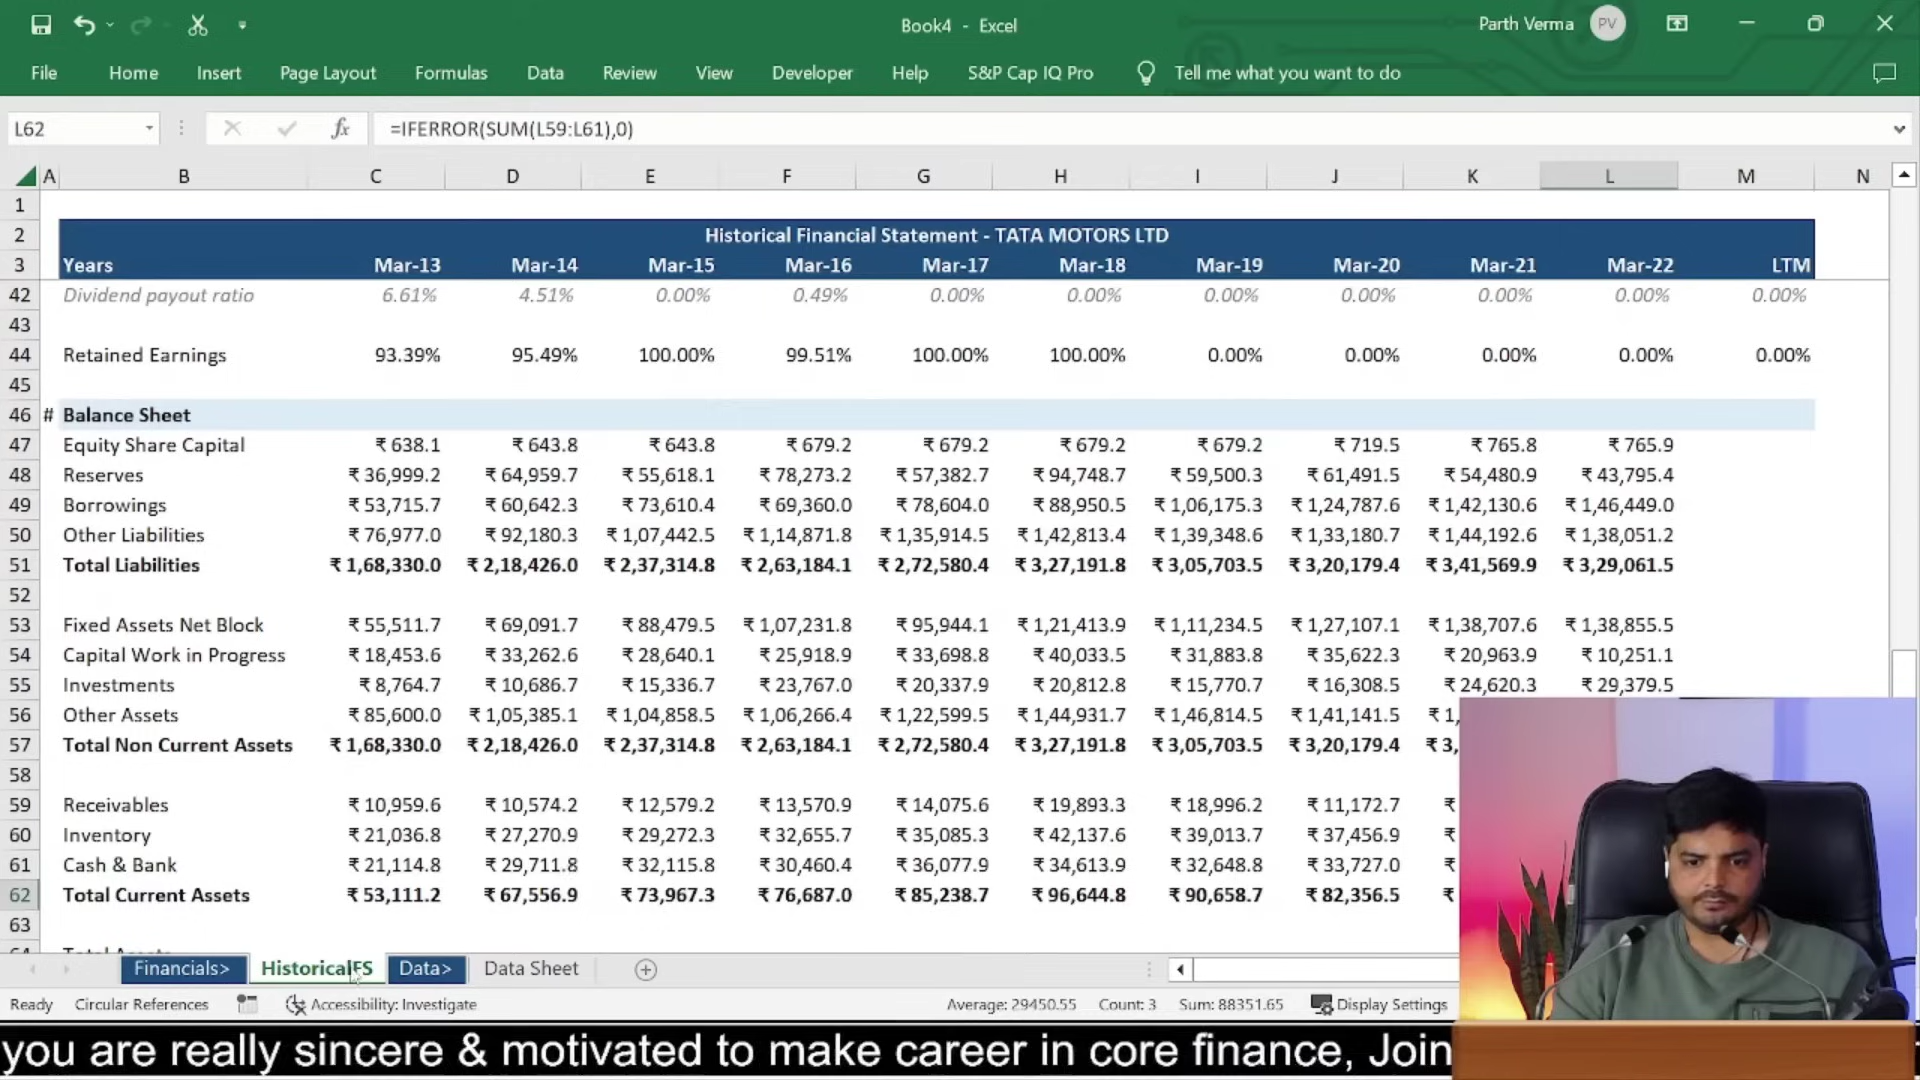 Book4 - Excel
Parth Verma PV
File Home Insert Page Layout Formulas Data Review View Developer Help S&P Cap IQ Pro Tell me what you want to do
L62 fx =IFERROR(SUM(L59:L61),0)
A B C D E F G H I J K L M N
1
2 Historical Financial Statement - TATA MOTORS LTD
3 Years Mar-13 Mar-14 Mar-15 Mar-16 Mar-17 Mar-18 Mar-19 Mar-20 Mar-21 Mar-22 LTM
42 Dividend payout ratio 6.61% 4.51% 0.00% 0.49% 0.00% 0.00% 0.00% 0.00% 0.00% 0.00% 0.00%
43
44 Retained Earnings 93.39% 95.49% 100.00% 99.51% 100.00% 100.00% 0.00% 0.00% 0.00% 0.00% 0.00%
45
46 # Balance Sheet
47 Equity Share Capital ₹ 638.1 ₹ 643.8 ₹ 643.8 ₹ 679.2 ₹ 679.2 ₹ 679.2 ₹ 679.2 ₹ 719.5 ₹ 765.8 ₹ 765.9
48 Reserves ₹ 36,999.2 ₹ 64,959.7 ₹ 55,618.1 ₹ 78,273.2 ₹ 57,382.7 ₹ 94,748.7 ₹ 59,500.3 ₹ 61,491.5 ₹ 54,480.9 ₹ 43,795.4
49 Borrowings ₹ 53,715.7 ₹ 60,642.3 ₹ 73,610.4 ₹ 69,360.0 ₹ 78,604.0 ₹ 88,950.5 ₹ 1,06,175.3 ₹ 1,24,787.6 ₹ 1,42,130.6 ₹ 1,46,449.0
50 Other Liabilities ₹ 76,977.0 ₹ 92,180.3 ₹ 1,07,442.5 ₹ 1,14,871.8 ₹ 1,35,914.5 ₹ 1,42,813.4 ₹ 1,39,348.6 ₹ 1,33,180.7 ₹ 1,44,192.6 ₹ 1,38,051.2
51 Total Liabilities ₹ 1,68,330.0 ₹ 2,18,426.0 ₹ 2,37,314.8 ₹ 2,63,184.1 ₹ 2,72,580.4 ₹ 3,27,191.8 ₹ 3,05,703.5 ₹ 3,20,179.4 ₹ 3,41,569.9 ₹ 3,29,061.5
52
53 Fixed Assets Net Block ₹ 55,511.7 ₹ 69,091.7 ₹ 88,479.5 ₹ 1,07,231.8 ₹ 95,944.1 ₹ 1,21,413.9 ₹ 1,11,234.5 ₹ 1,27,107.1 ₹ 1,38,707.6 ₹ 1,38,855.5
54 Capital Work in Progress ₹ 18,453.6 ₹ 33,262.6 ₹ 28,640.1 ₹ 25,918.9 ₹ 33,698.8 ₹ 40,033.5 ₹ 31,883.8 ₹ 35,622.3 ₹ 20,963.9 ₹ 10,251.1
55 Investments ₹ 8,764.7 ₹ 10,686.7 ₹ 15,336.7 ₹ 23,767.0 ₹ 20,337.9 ₹ 20,812.8 ₹ 15,770.7 ₹ 16,308.5 ₹ 24,620.3 ₹ 29,379.5
56 Other Assets ₹ 85,600.0 ₹ 1,05,385.1 ₹ 1,04,858.5 ₹ 1,06,266.4 ₹ 1,22,599.5 ₹ 1,44,931.7 ₹ 1,46,814.5 ₹ 1,41,141.5 ₹ 1,
57 Total Non Current Assets ₹ 1,68,330.0 ₹ 2,18,426.0 ₹ 2,37,314.8 ₹ 2,63,184.1 ₹ 2,72,580.4 ₹ 3,27,191.8 ₹ 3,05,703.5 ₹ 3,20,179.4 ₹ 3,
58
59 Receivables ₹ 10,959.6 ₹ 10,574.2 ₹ 12,579.2 ₹ 13,570.9 ₹ 14,075.6 ₹ 19,893.3 ₹ 18,996.2 ₹ 11,172.7 ₹
60 Inventory ₹ 21,036.8 ₹ 27,270.9 ₹ 29,272.3 ₹ 32,655.7 ₹ 35,085.3 ₹ 42,137.6 ₹ 39,013.7 ₹ 37,456.9 ₹
61 Cash & Bank ₹ 21,114.8 ₹ 29,711.8 ₹ 32,115.8 ₹ 30,460.4 ₹ 36,077.9 ₹ 34,613.9 ₹ 32,648.8 ₹ 33,727.0 ₹
62 Total Current Assets ₹ 53,111.2 ₹ 67,556.9 ₹ 73,967.3 ₹ 76,687.0 ₹ 85,238.7 ₹ 96,644.8 ₹ 90,658.7 ₹ 82,356.5 ₹
63
64 Total Assets
Financials> HistoricalFS Data> Data Sheet
Ready Circular References Accessibility: Investigate Average: 29450.55 Count: 3 Sum: 88351.65 Display Settings
you are really sincere & motivated to make career in core finance, Join